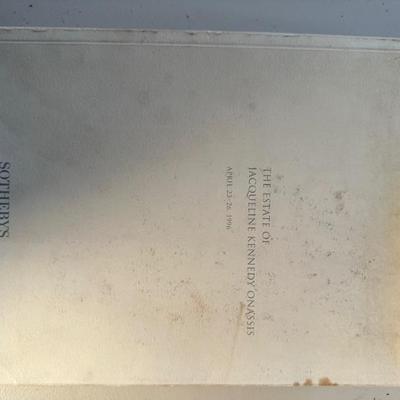 THE ESTATE OF
JACQUELINE KENNEDY ONASSIS
APRIL 23-26, 1996
SOTHEBY'S